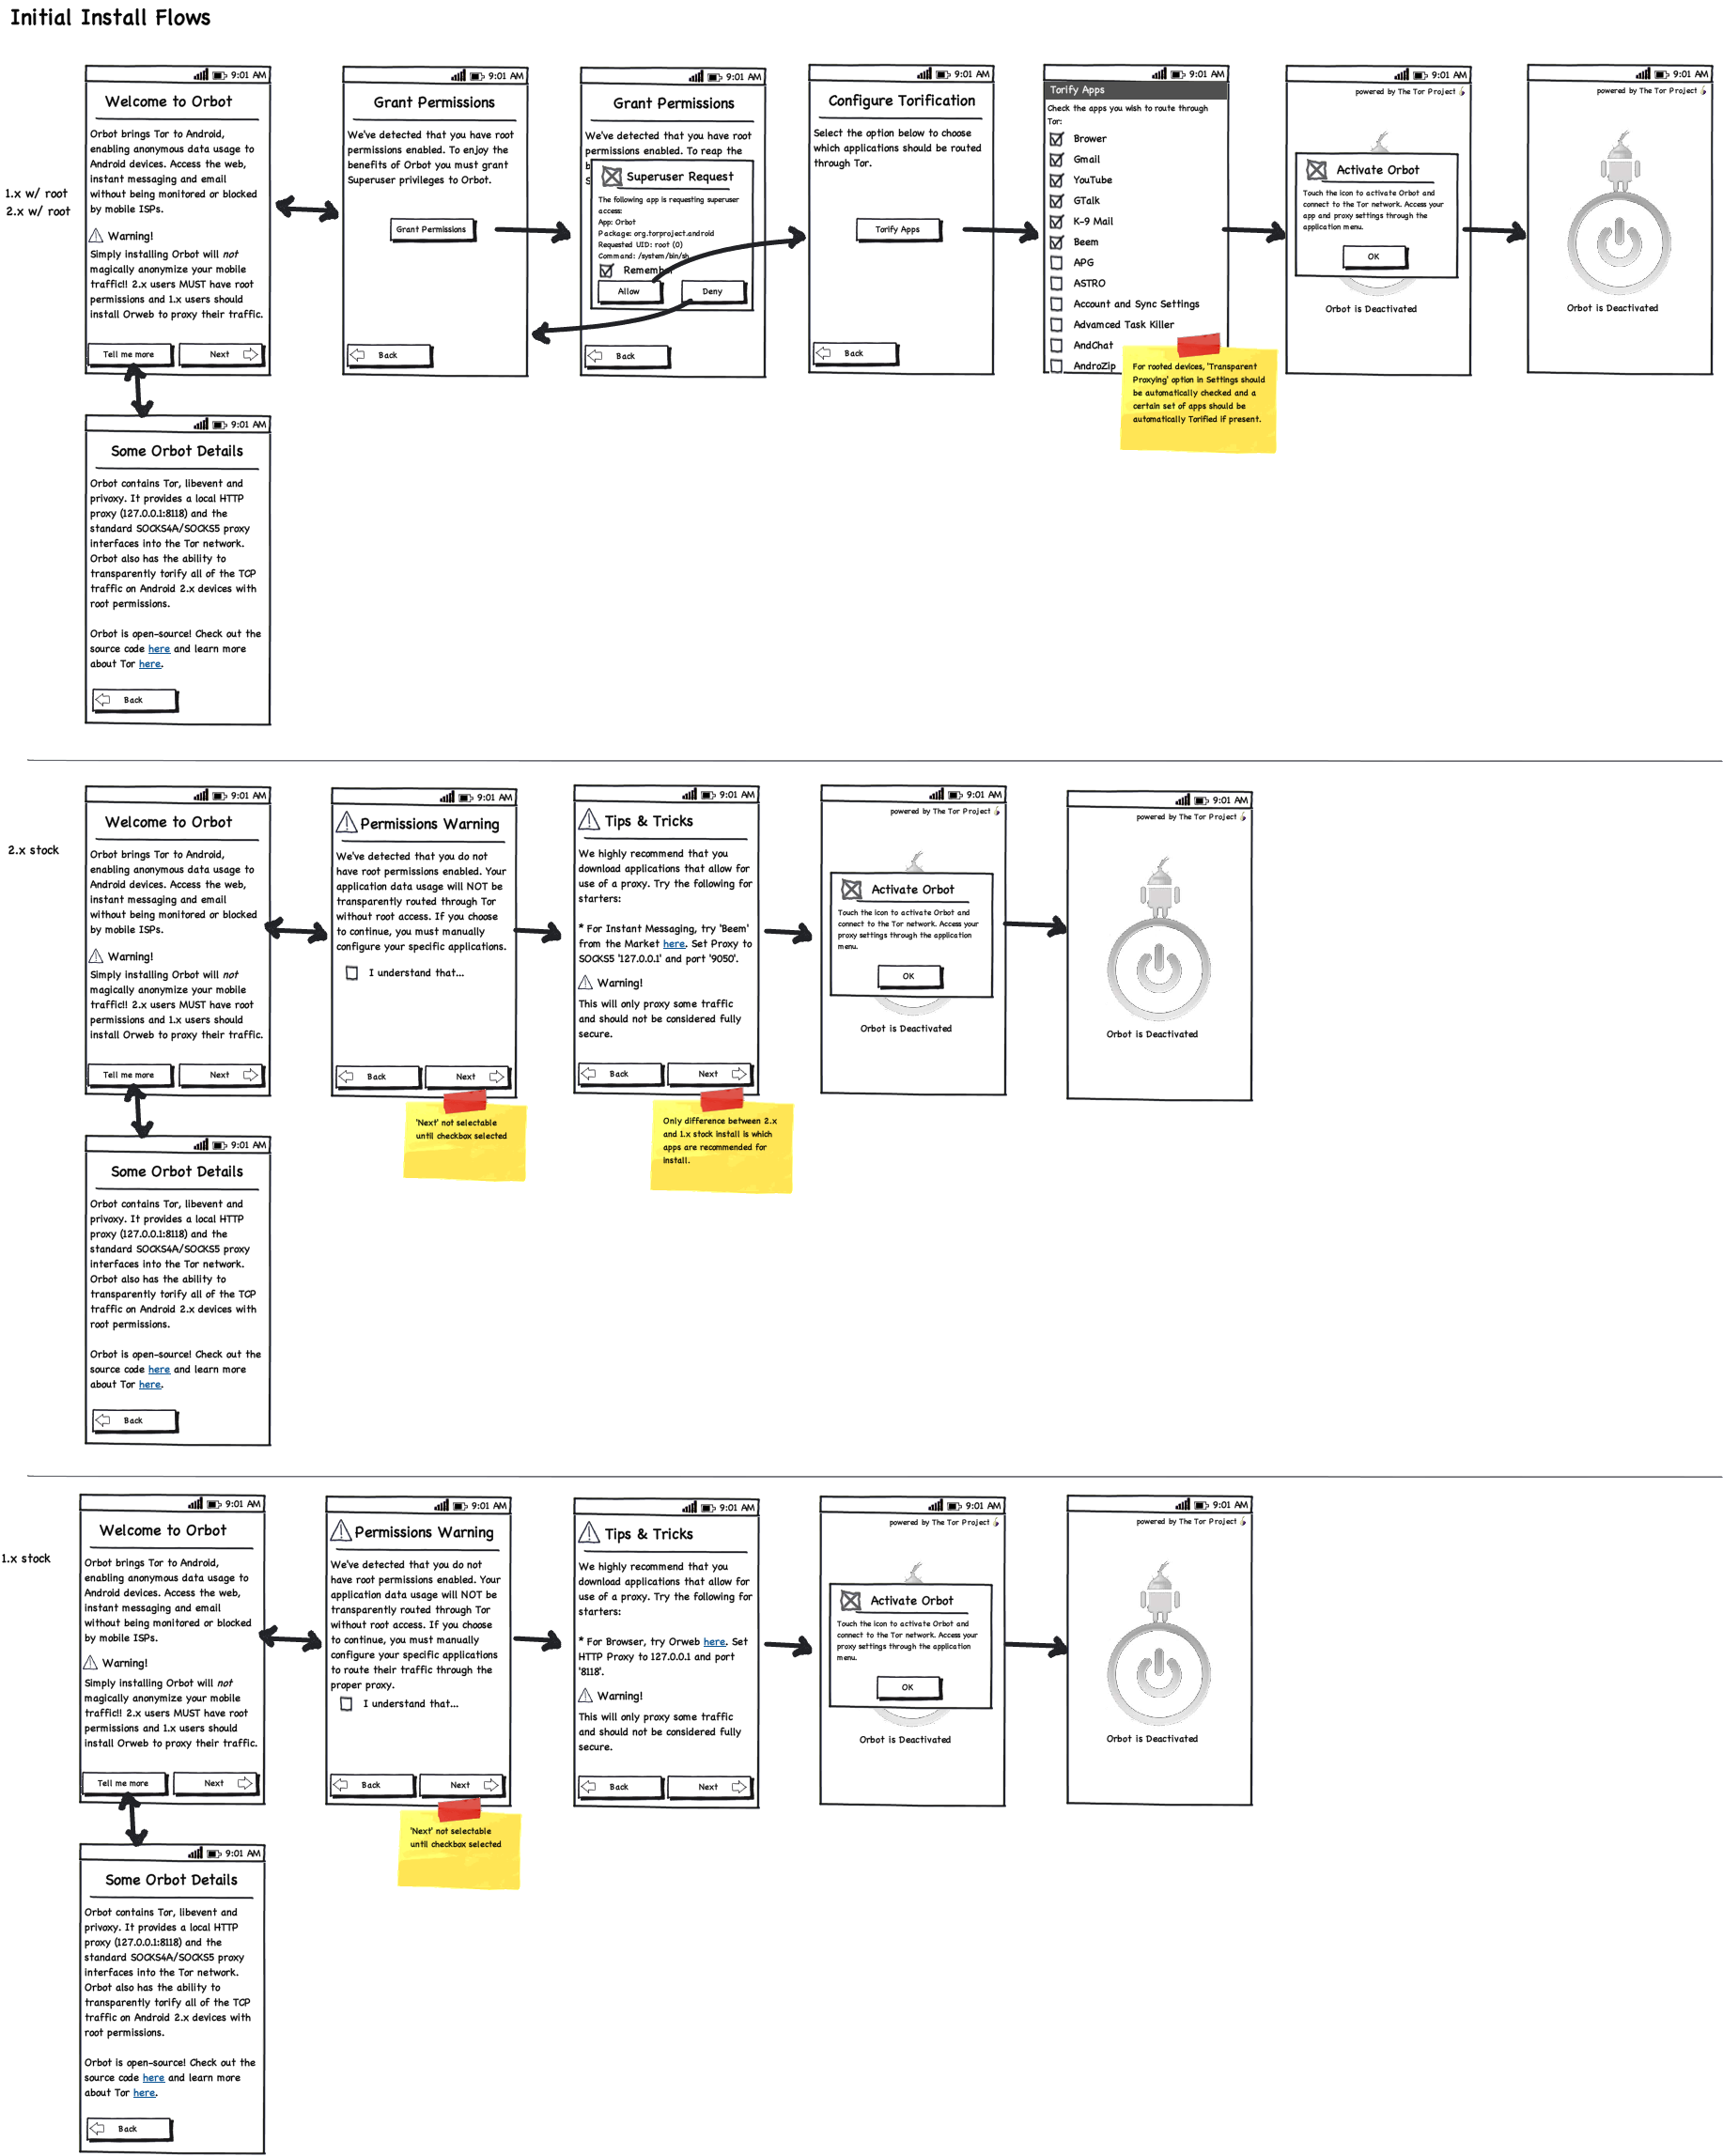 Initial Install Flows
1.x w/ root
2.x w/ root
9:01 AM
Welcome to Orbot
Orbot brings Tor to Android,
enabling anonymous data usage to
Android devices. Access the web,
instant messaging and email
without being monitored or blocked
by mobile ISPs.
Warning!
Simply installing Orbot will not
magically anonymize your mobile
traffic!! 2.x users MUST have root
permissions and 1.x users should
install Orweb to proxy their traffic.
Tell me more
Next
9:01 AM
Grant Permissions
We've detected that you have root
permissions enabled. To enjoy the
benefits of Orbot you must grant
Superuser privileges to Orbot.
Grant Permissions
Back
9:01 AM
Grant Permissions
We've detected that you have root
permissions enabled. To reap the
b
S
Superuser Request
The following app is requesting superuser
access:
App: Orbot
Package: org.torproject.android
Requested UID: root (0)
Command: /system/bin/sh
Remember
Allow
Deny
Back
9:01 AM
Configure Torification
Select the option below to choose
which applications should be routed
through Tor.
Torify Apps
Back
9:01 AM
Torify Apps
Check the apps you wish to route through
Tor:
Brower
Gmail
YouTube
GTalk
K-9 Mail
Beem
APG
ASTRO
Account and Sync Settings
Advamced Task Killer
AndChat
AndroZip
For rooted devices, 'Transparent
Proxying' option in Settings should
be automatically checked and a
certain set of apps should be
automatically Torified if present.
9:01 AM
powered by The Tor Project
Activate Orbot
Touch the icon to activate Orbot and
connect to the Tor network. Access your
app and proxy settings through the
application menu.
OK
Orbot is Deactivated
9:01 AM
powered by The Tor Project
Orbot is Deactivated
9:01 AM
Some Orbot Details
Orbot contains Tor, libevent and
privoxy. It provides a local HTTP
proxy (127.0.0.1:8118) and the
standard SOCKS4A/SOCKS5 proxy
interfaces into the Tor network.
Orbot also has the ability to
transparently torify all of the TCP
traffic on Android 2.x devices with
root permissions.
Orbot is open-source! Check out the
source code here and learn more
about Tor here.
Back
2.x stock
9:01 AM
Welcome to Orbot
Orbot brings Tor to Android,
enabling anonymous data usage to
Android devices. Access the web,
instant messaging and email
without being monitored or blocked
by mobile ISPs.
Warning!
Simply installing Orbot will not
magically anonymize your mobile
traffic!! 2.x users MUST have root
permissions and 1.x users should
install Orweb to proxy their traffic.
Tell me more
Next
9:01 AM
Permissions Warning
We've detected that you do not
have root permissions enabled. Your
application data usage will NOT be
transparently routed through Tor
without root access. If you choose
to continue, you must manually
configure your specific applications.
I understand that...
Back
Next
'Next' not selectable
until checkbox selected
9:01 AM
Tips & Tricks
We highly recommend that you
download applications that allow for
use of a proxy. Try the following for
starters:
* For Instant Messaging, try 'Beem'
from the Market here. Set Proxy to
SOCKS5 '127.0.0.1' and port '9050'.
Warning!
This will only proxy some traffic
and should not be considered fully
secure.
Back
Next
Only difference between 2.x
and 1.x stock install is which
apps are recommended for
install.
9:01 AM
powered by The Tor Project
Activate Orbot
Touch the icon to activate Orbot and
connect to the Tor network. Access your
proxy settings through the application
menu.
OK
Orbot is Deactivated
9:01 AM
powered by The Tor Project
Orbot is Deactivated
9:01 AM
Some Orbot Details
Orbot contains Tor, libevent and
privoxy. It provides a local HTTP
proxy (127.0.0.1:8118) and the
standard SOCKS4A/SOCKS5 proxy
interfaces into the Tor network.
Orbot also has the ability to
transparently torify all of the TCP
traffic on Android 2.x devices with
root permissions.
Orbot is open-source! Check out the
source code here and learn more
about Tor here.
Back
1.x stock
9:01 AM
Welcome to Orbot
Orbot brings Tor to Android,
enabling anonymous data usage to
Android devices. Access the web,
instant messaging and email
without being monitored or blocked
by mobile ISPs.
Warning!
Simply installing Orbot will not
magically anonymize your mobile
traffic!! 2.x users MUST have root
permissions and 1.x users should
install Orweb to proxy their traffic.
Tell me more
Next
9:01 AM
Permissions Warning
We've detected that you do not
have root permissions enabled. Your
application data usage will NOT be
transparently routed through Tor
without root access. If you choose
to continue, you must manually
configure your specific applications
to route their traffic through the
proper proxy.
I understand that...
Back
Next
'Next' not selectable
until checkbox selected
9:01 AM
Tips & Tricks
We highly recommend that you
download applications that allow for
use of a proxy. Try the following for
starters:
* For Browser, try Orweb here. Set
HTTP Proxy to 127.0.0.1 and port
'8118'.
Warning!
This will only proxy some traffic
and should not be considered fully
secure.
Back
Next
9:01 AM
powered by The Tor Project
Activate Orbot
Touch the icon to activate Orbot and
connect to the Tor network. Access your
proxy settings through the application
menu.
OK
Orbot is Deactivated
9:01 AM
powered by The Tor Project
Orbot is Deactivated
9:01 AM
Some Orbot Details
Orbot contains Tor, libevent and
privoxy. It provides a local HTTP
proxy (127.0.0.1:8118) and the
standard SOCKS4A/SOCKS5 proxy
interfaces into the Tor network.
Orbot also has the ability to
transparently torify all of the TCP
traffic on Android 2.x devices with
root permissions.
Orbot is open-source! Check out the
source code here and learn more
about Tor here.
Back